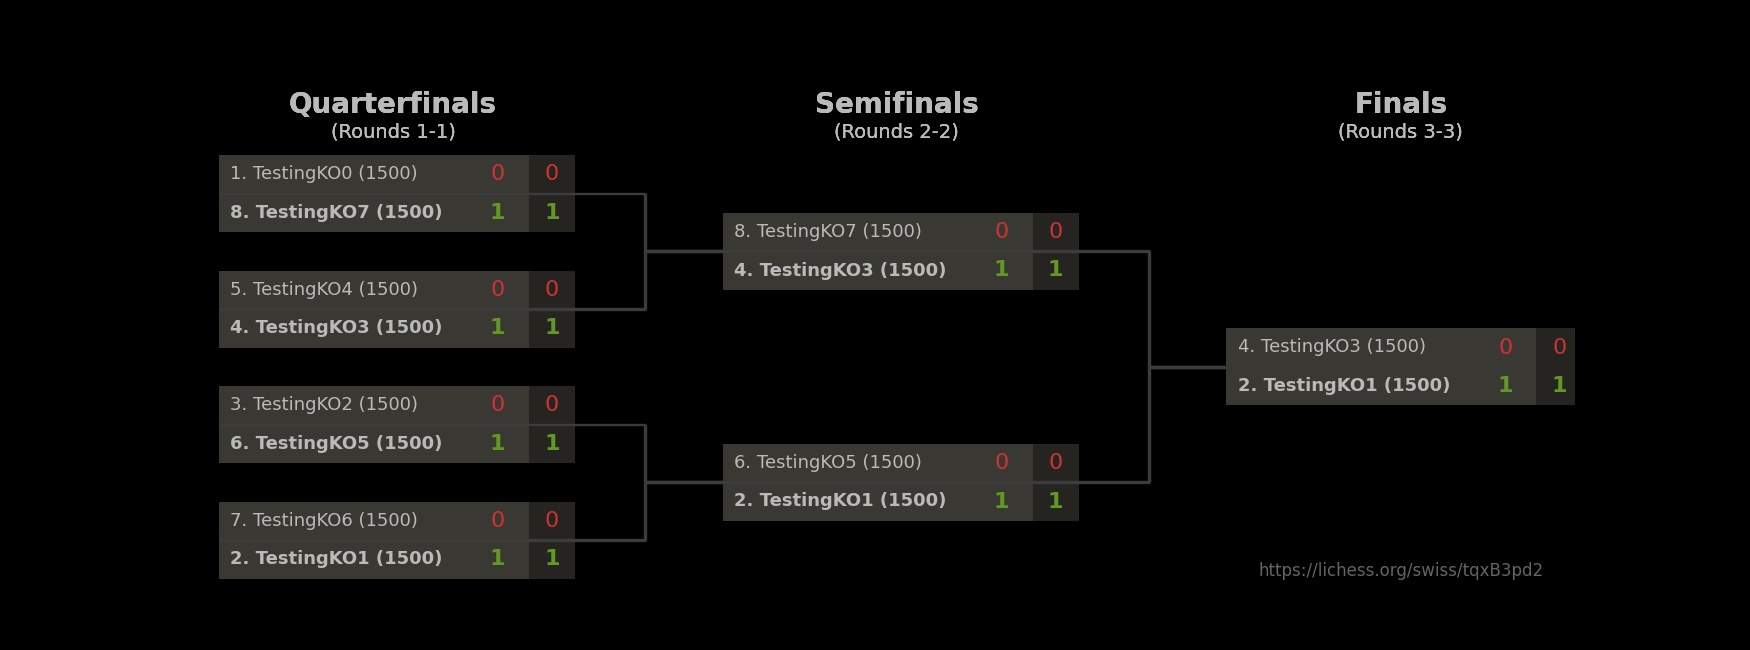 Quarterfinals
(Rounds 1-1)
1. TestingKO0 (1500) 0 0
8. TestingKO7 (1500) 1 1
5. TestingKO4 (1500) 0 0
4. TestingKO3 (1500) 1 1
3. TestingKO2 (1500) 0 0
6. TestingKO5 (1500) 1 1
7. TestingKO6 (1500) 0 0
2. TestingKO1 (1500) 1 1
Semifinals
(Rounds 2-2)
8. TestingKO7 (1500) 0 0
4. TestingKO3 (1500) 1 1
6. TestingKO5 (1500) 0 0
2. TestingKO1 (1500) 1 1
Finals
(Rounds 3-3)
4. TestingKO3 (1500) 0 0
2. TestingKO1 (1500) 1 1
https://lichess.org/swiss/tqxB3pd2